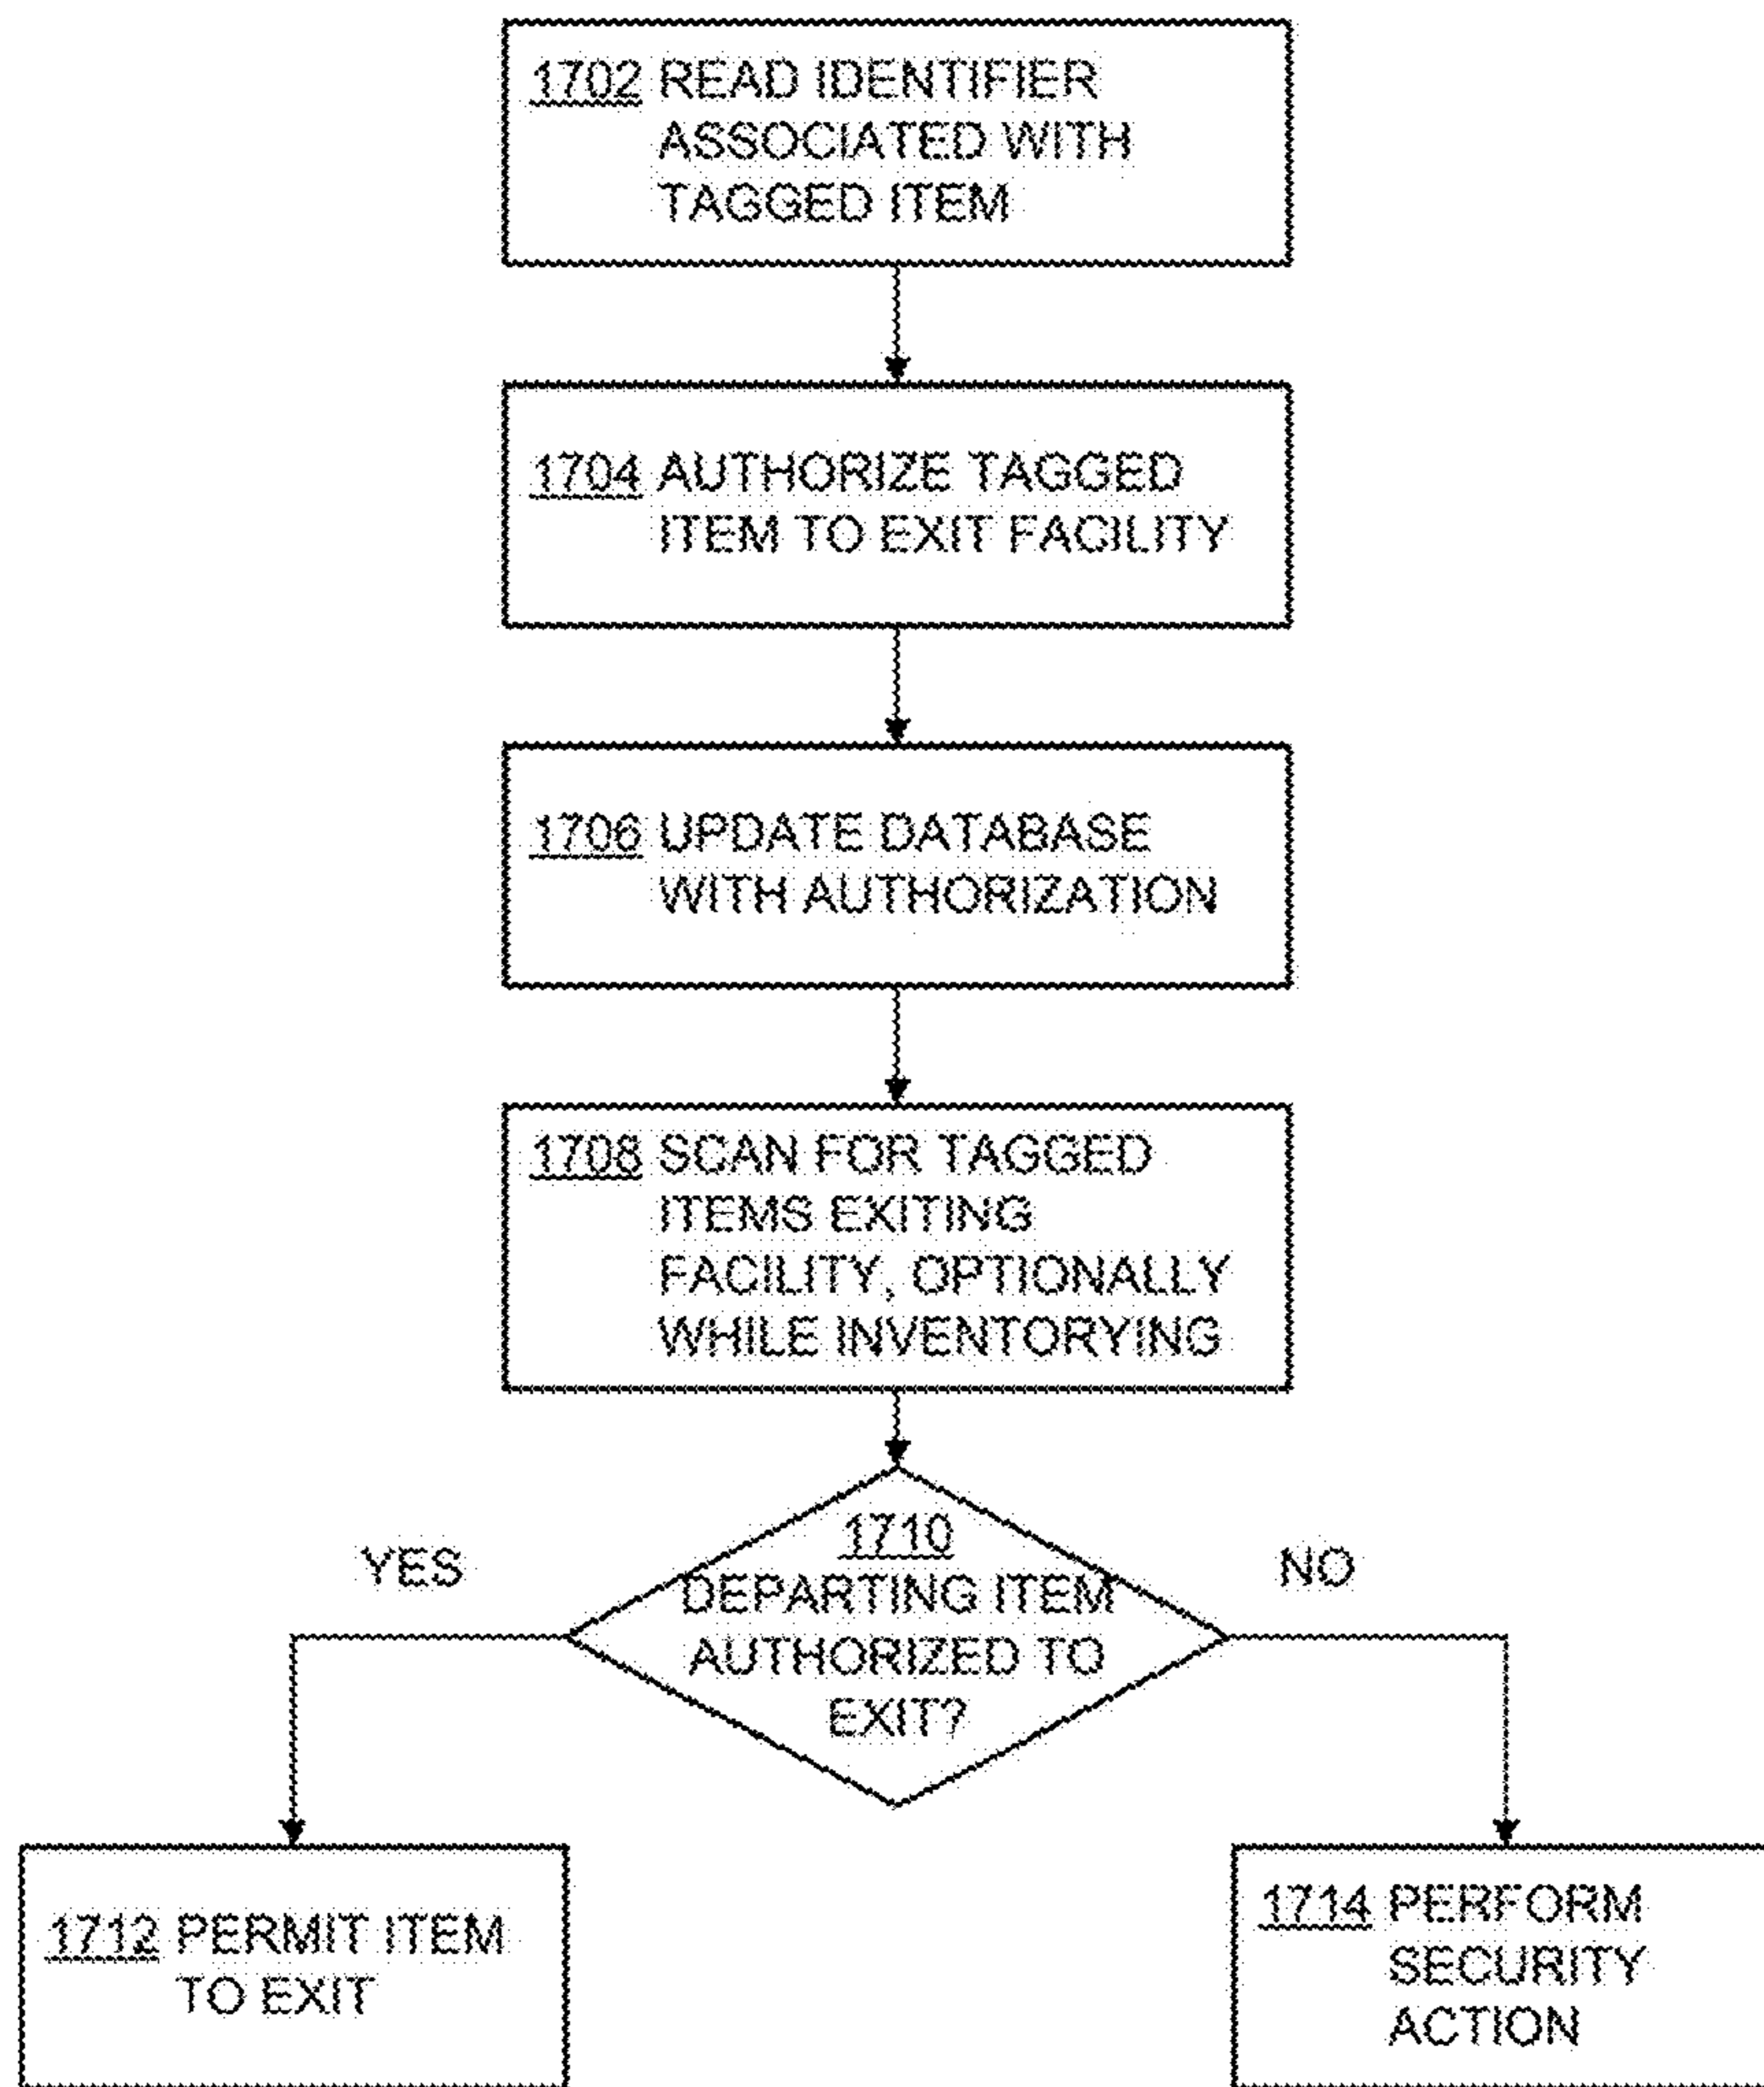 1702 READ IDENTIFIER
ASSOCIATED WITH
TAGGED ITEM
1704 AUTHORIZE TAGGED
ITEM TO EXIT FACILITY
1706 UPDATE DATABASE
WITH AUTHORIZATION
1708 SCAN FOR TAGGED
ITEMS EXITING
FACILITY, OPTIONALLY
WHILE INVENTORYING
1710
DEPARTING ITEM
AUTHORIZED TO
EXIT?
YES
NO
1712 PERMIT ITEM
TO EXIT
1714 PERFORM
SECURITY
ACTION